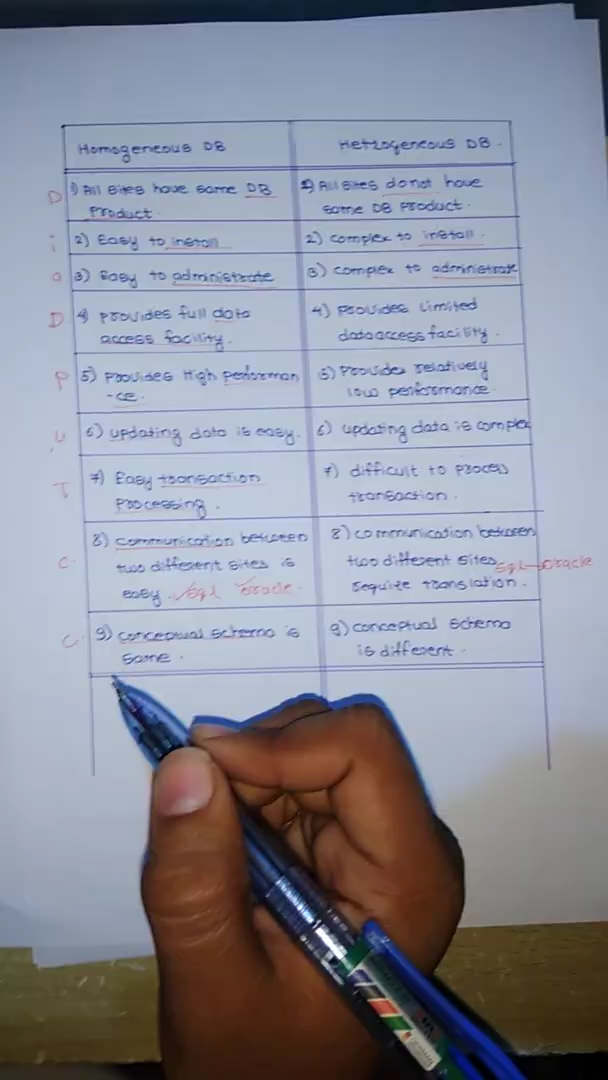 Homogeneous DB
Hetrogeneous DB.
D 1) All sites have same DB
product.
1) All sites donot have
same DB product.
i 2) Easy to install
2) complex to install.
a 3) Easy to administrate
3) complex to administrate
D 4) provides full data
access facility.
4) Provides Limited
data access facility.
P 5) provides High performan
-ce.
5) Provides relatively
low performance.
U 6) updating data is easy.
6) updating data is complex
T 7) Easy transaction
processing.
7) difficult to process
transaction.
C. 8) communication between
two different sites is
easy. sql oracle.
8) communication between
two different sites sql → oracle
require translation.
C. 9) conceptual schema is
same.
9) conceptual schema
is different.